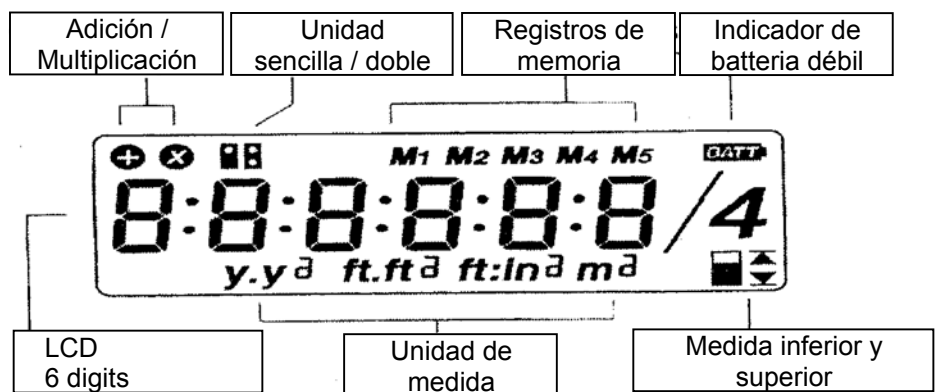 Adición /
Multiplicación
Unidad
sencilla / doble
Registros de
memoria
Indicador de
batteria débil
M1 M2 M3 M4 M5 BATT
8:8:8:8:8:8/4
y.y ft.ft ft:in m
LCD
6 digits
Unidad de
medida
Medida inferior y
superior